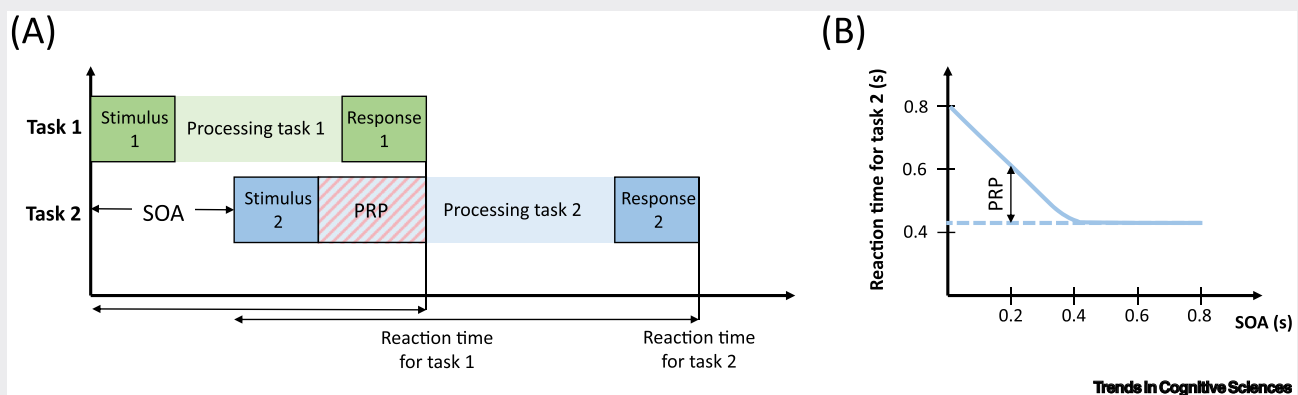 (A)
Task 1
Stimulus
1
Processing task 1
Response
1
Task 2
SOA
Stimulus
2
PRP
Processing task 2
Response
2
Reaction time
for task 1
Reaction time
for task 2
(B)
Reaction time for task 2 (s)
0.8
0.6
0.4
PRP
0.2 0.4 0.6 0.8
SOA (s)
Trends in Cognitive Sciences